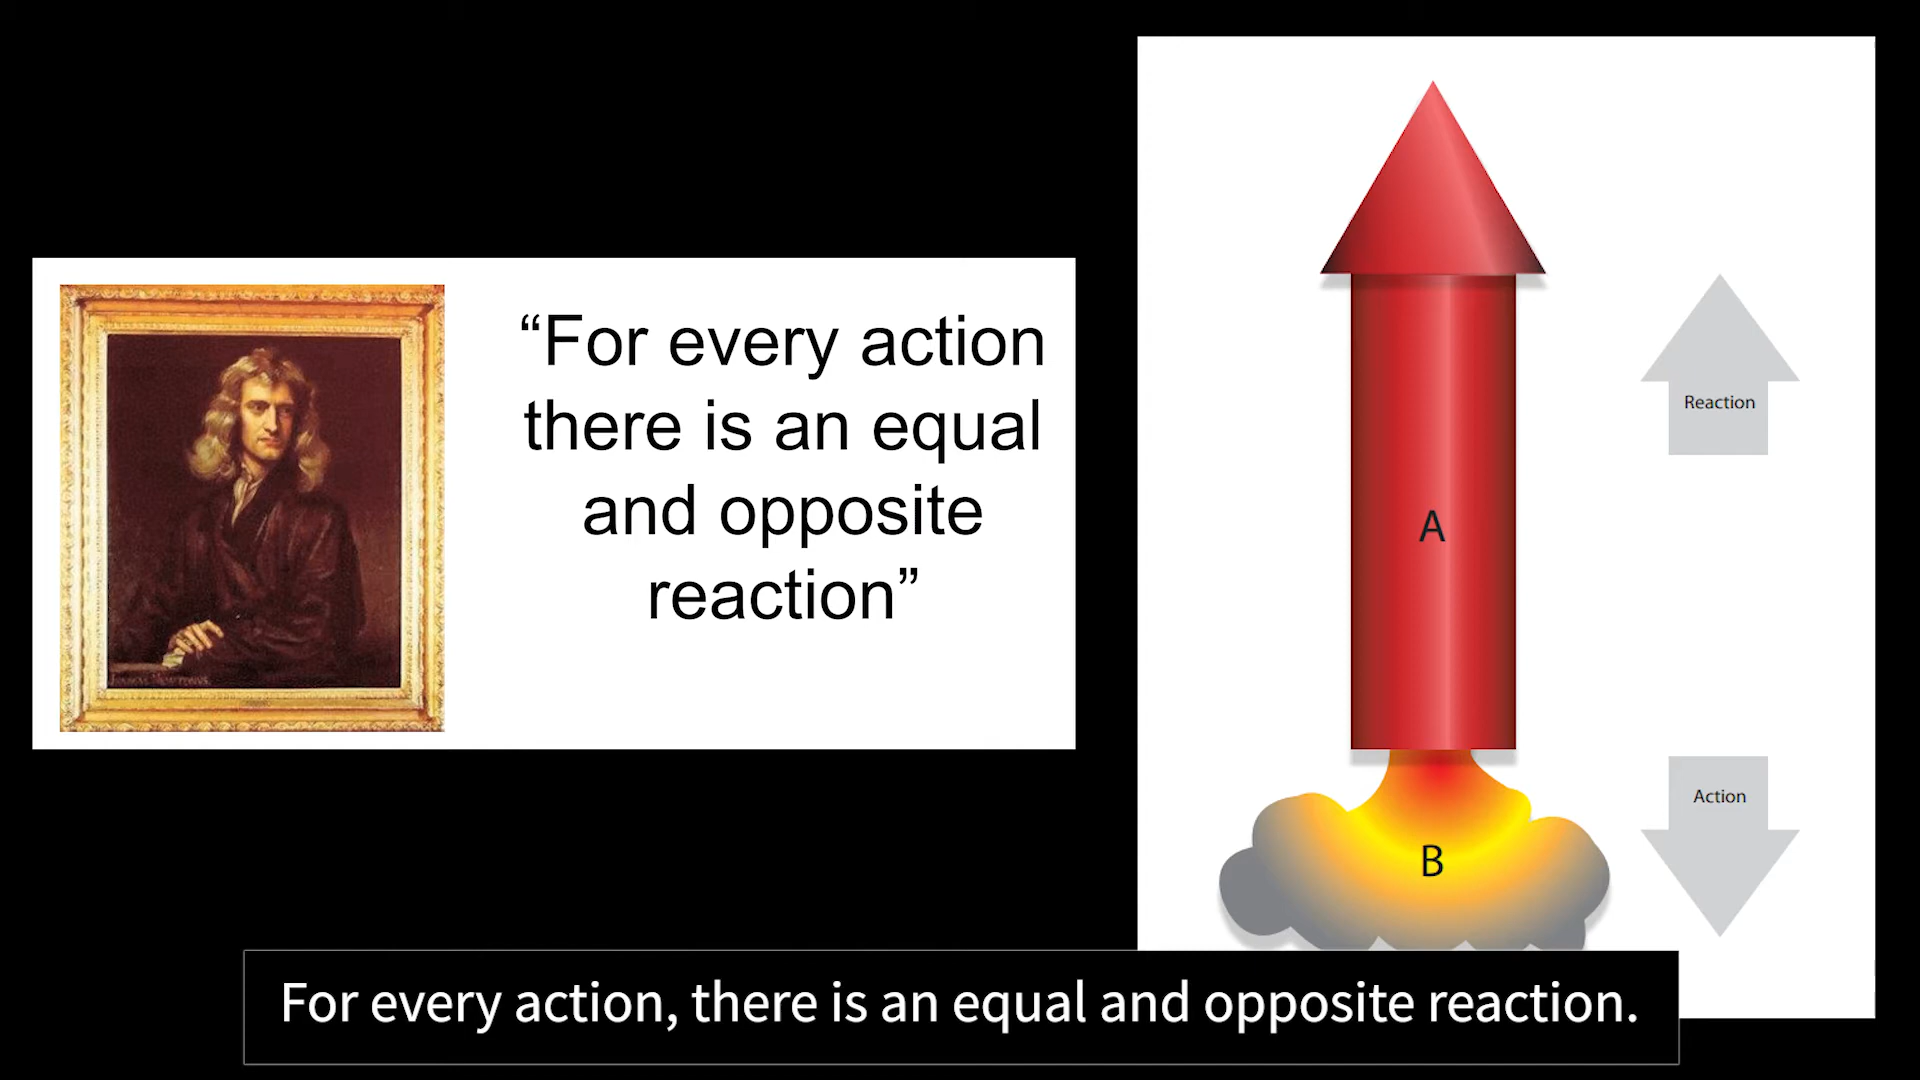 “For every action
there is an equal
and opposite
reaction”
Reaction
A
Action
B
For every action, there is an equal and opposite reaction.